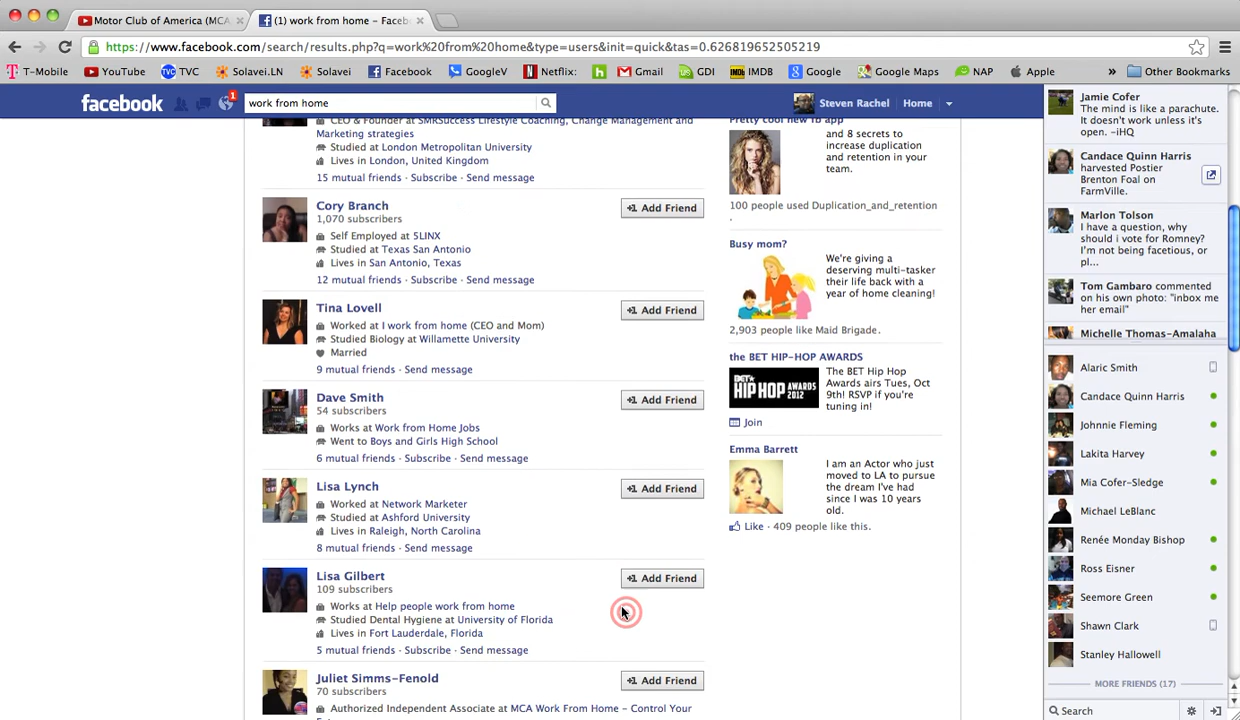 Motor Club of America (MCA
(1) work from home - Faceb
https://www.facebook.com/search/results.php?q=work%20from%20home&type=users&init=quick&tas=0.626819652505219
T-Mobile YouTube TVC Solavei.LN Solavei Facebook GoogleV Netflix: Gmail GDI IMDB Google Google Maps NAP Apple » Other Bookmarks
facebook 1 work from home Steven Rachel Home
CEO & Founder at SMRSuccess Lifestyle Coaching, Change Management and
Marketing strategies
Studied at London Metropolitan University
Lives in London, United Kingdom
15 mutual friends · Subscribe · Send message
Cory Branch
+1 Add Friend
1,070 subscribers
Self Employed at 5LINX
Studied at Texas San Antonio
Lives in San Antonio, Texas
12 mutual friends · Subscribe · Send message
Tina Lovell
+1 Add Friend
Worked at I work from home (CEO and Mom)
Studied Biology at Willamette University
Married
9 mutual friends · Send message
Dave Smith
+1 Add Friend
54 subscribers
Works at Work from Home Jobs
Went to Boys and Girls High School
6 mutual friends · Subscribe · Send message
Lisa Lynch
+1 Add Friend
Worked at Network Marketer
Studied at Ashford University
Lives in Raleigh, North Carolina
8 mutual friends · Send message
Lisa Gilbert
+1 Add Friend
109 subscribers
Works at Help people work from home
Studied Dental Hygiene at University of Florida
Lives in Fort Lauderdale, Florida
5 mutual friends · Subscribe · Send message
Juliet Simms-Fenold
+1 Add Friend
70 subscribers
Authorized Independent Associate at MCA Work From Home - Control Your
Pretty cool new fb app
and 8 secrets to
increase duplication
and retention in your
team.
100 people used Duplication_and_retention
.
Busy mom?
We're giving a
deserving multi-tasker
their life back with a
year of home cleaning!
2,903 people like Maid Brigade.
the BET HIP-HOP AWARDS
BET
HIP HOP AWARDS
2012
The BET Hip Hop
Awards airs Tues, Oct
9th! RSVP if you're
tuning in!
Join
Emma Barrett
I am an Actor who just
moved to LA to pursue
the dream I've had
since I was 10 years
old.
Like · 409 people like this.
Jamie Cofer
The mind is like a parachute.
It doesn't work unless it's
open. -iHQ
Candace Quinn Harris
harvested Postier
Brenton Foal on
FarmVille.
Marlon Tolson
I have a question, why
should i vote for Romney?
I'm not being facetious, or
pl...
Tom Gambaro commented
on his own photo: "inbox me
her email"
Michelle Thomas-Amalaha
Alaric Smith
Candace Quinn Harris
Johnnie Fleming
Lakita Harvey
Mia Cofer-Sledge
Michael LeBlanc
Renée Monday Bishop
Ross Eisner
Seemore Green
Shawn Clark
Stanley Hallowell
MORE FRIENDS (17)
Search